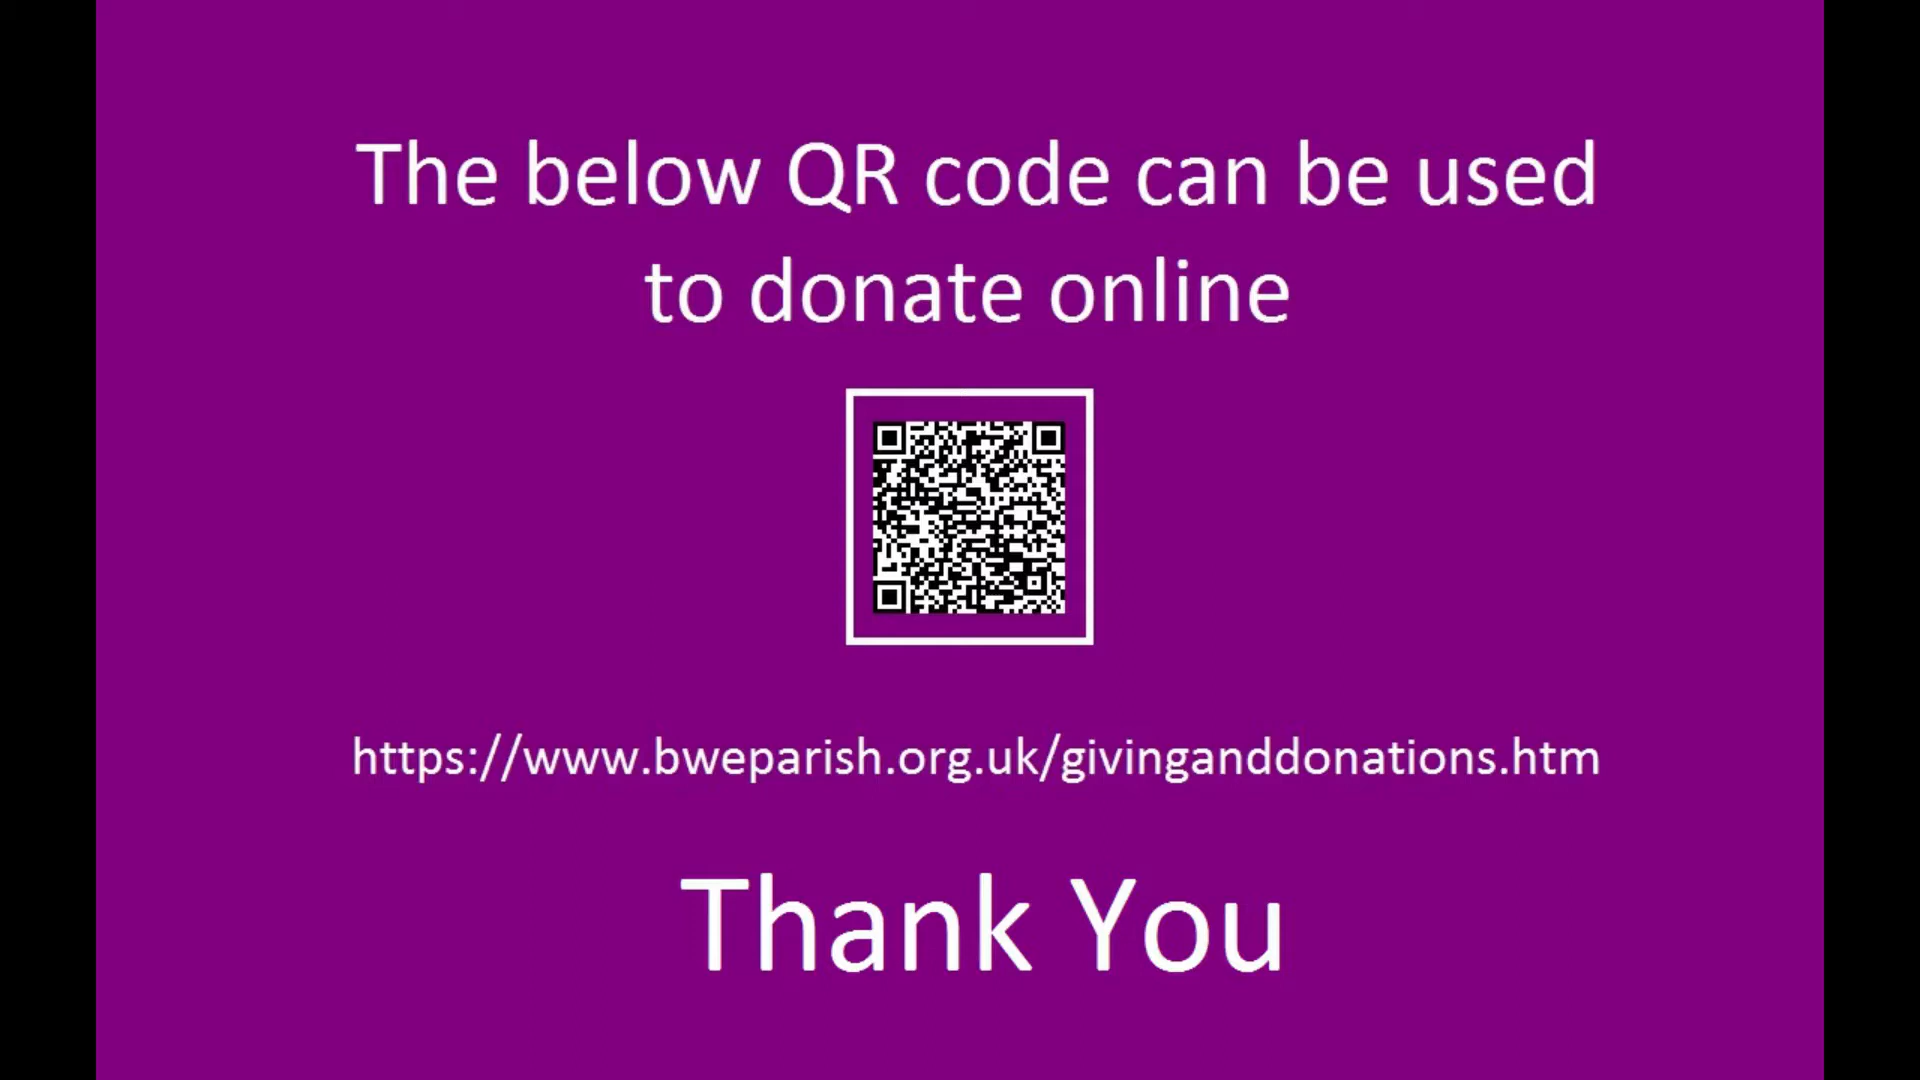 The below QR code can be used
to donate online
https://www.bweparish.org.uk/givinganddonations.htm
Thank You